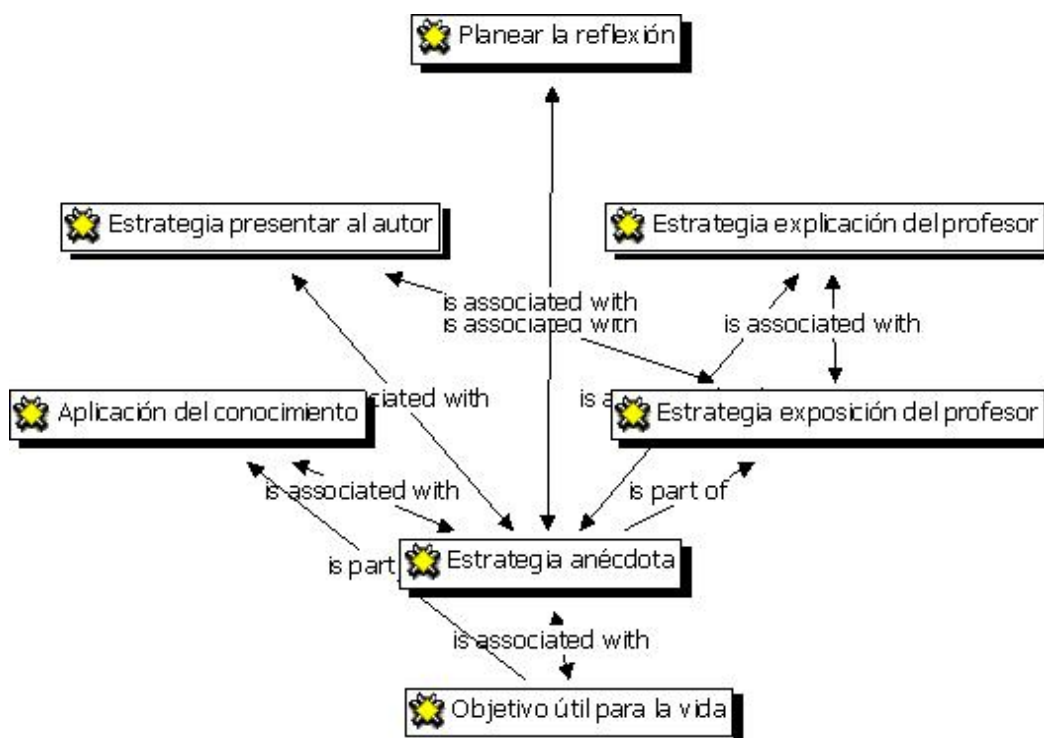 Planear la reflexión
Estrategia presentar al autor
Estrategia explicación del profesor
is associated with
is associated with
is associated with
Aplicación del conocimiento
ciated with
is a
Estrategia exposición del profesor
is associated with
is part of
is part
Estrategia anécdota
is associated with
Objetivo útil para la vida